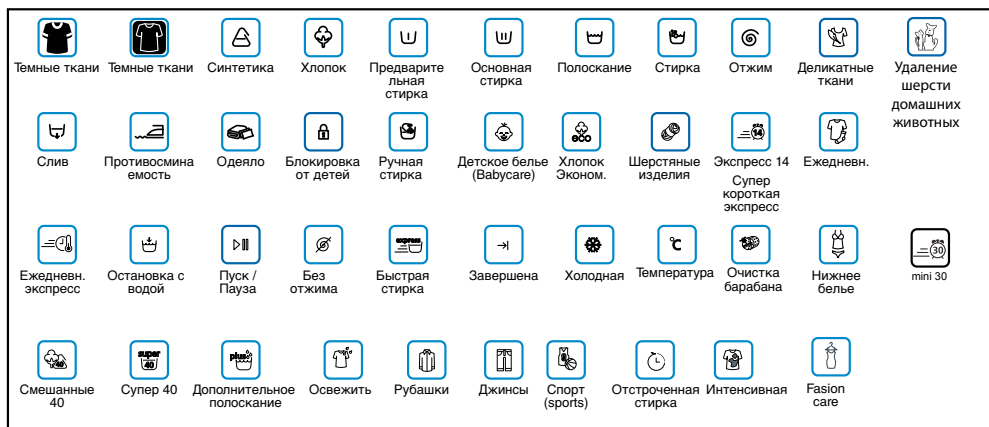 Темные ткани
Темные ткани
Синтетика
Хлопок
Предварите
льная
стирка
Основная
стирка
Полоскание
Стирка
Отжим
Деликатные
ткани
Удаление
шерсти
домашних
животных
Слив
Противосмина
емость
Одеяло
Блокировка
от детей
Ручная
стирка
Детское белье
(Babycare)
eco
Хлопок
Эконом.
Шерстяные
изделия
14
Экспресс 14
Супер
короткая
экспресс
Ежедневн.
Ежедневн.
экспресс
Остановка с
водой
Пуск /
Пауза
Без
отжима
express
Быстрая
стирка
Завершена
Холодная
°C
Температура
Очистка
барабана
Нижнее
белье
30
mini 30
40
Смешанные
40
super
40
Супер 40
plus
Дополнительное
полоскание
Освежить
Рубашки
Джинсы
Спорт
(sports)
Отстроченная
стирка
Интенсивная
Fasion
care